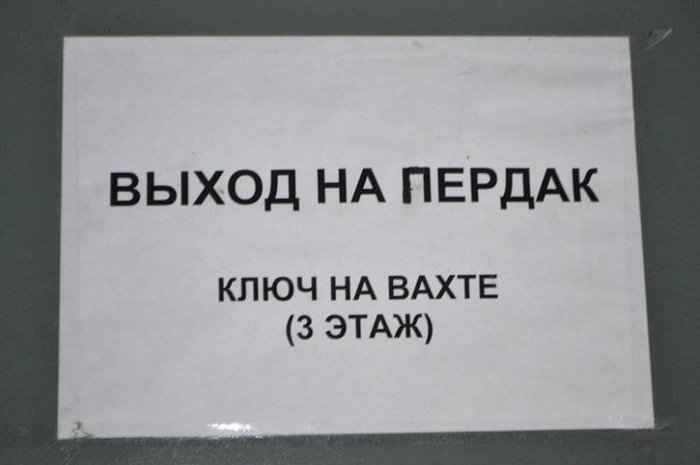 ВЫХОД НА ПЕРДАК
КЛЮЧ НА ВАХТЕ
(3 ЭТАЖ)